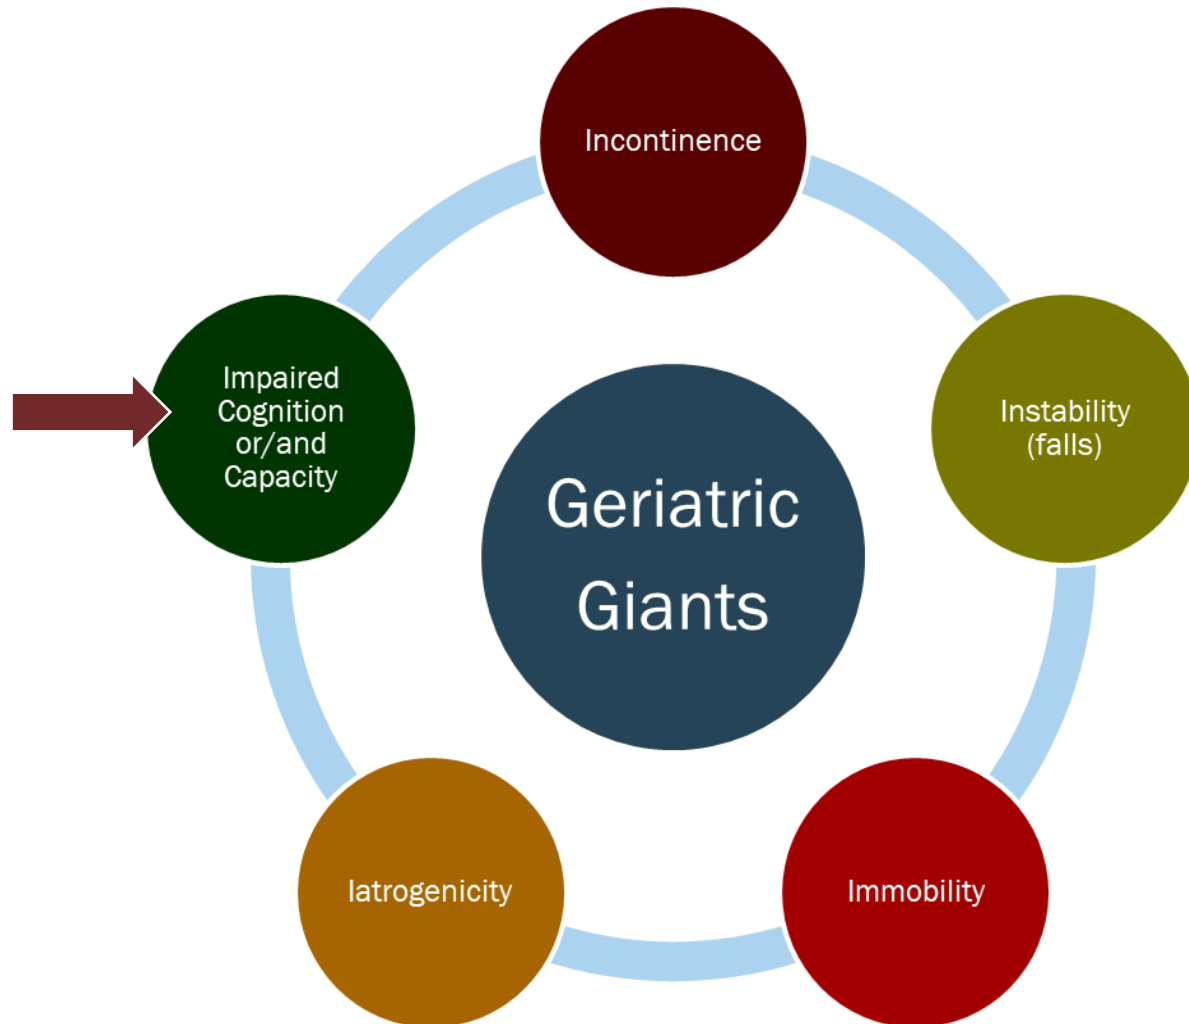 Incontinence
Impaired
Cognition
or/and
Capacity
Instability
(falls)
Geriatric
Giants
Iatrogenicity
Immobility